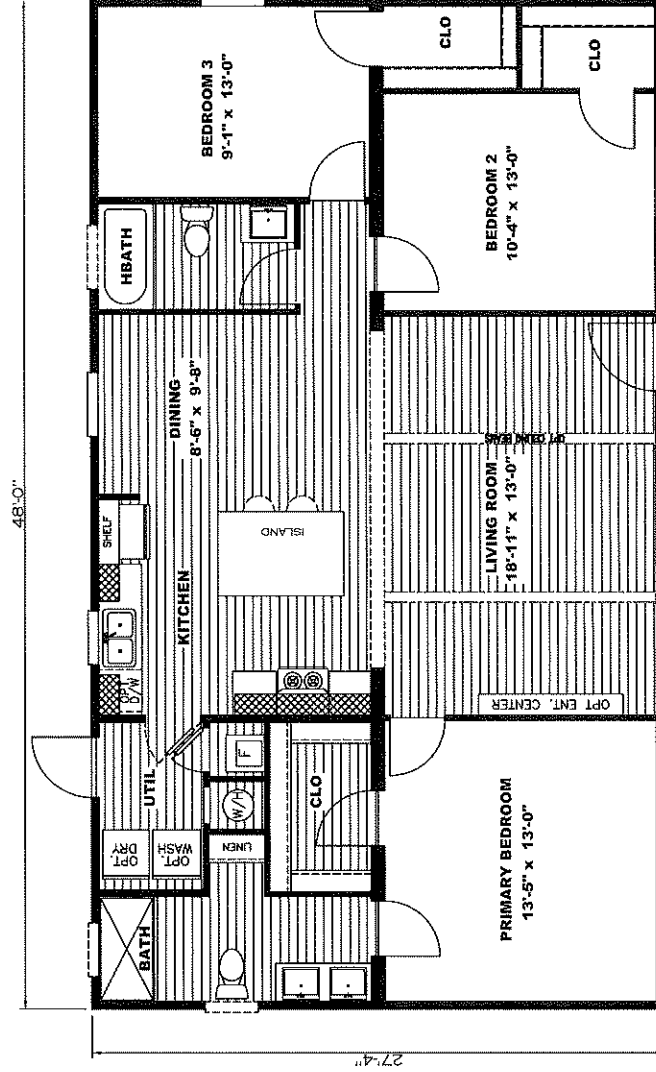 48'-0"
27'-4"
BATH
OPT.
DRY
OPT.
WASH
UTIL
LINEN
W/H
F
CLO
OPT
D/W
SHELF
KITCHEN
ISLAND
DINING
8'-6" x 9'-8"
HBATH
BEDROOM 3
9'-1" x 13'-0"
CLO
CLO
BEDROOM 2
10'-4" x 13'-0"
OPT CEILING BEAMS
LIVING ROOM
18'-11" x 13'-0"
OPT ENT. CENTER
PRIMARY BEDROOM
13'-5" x 13'-0"